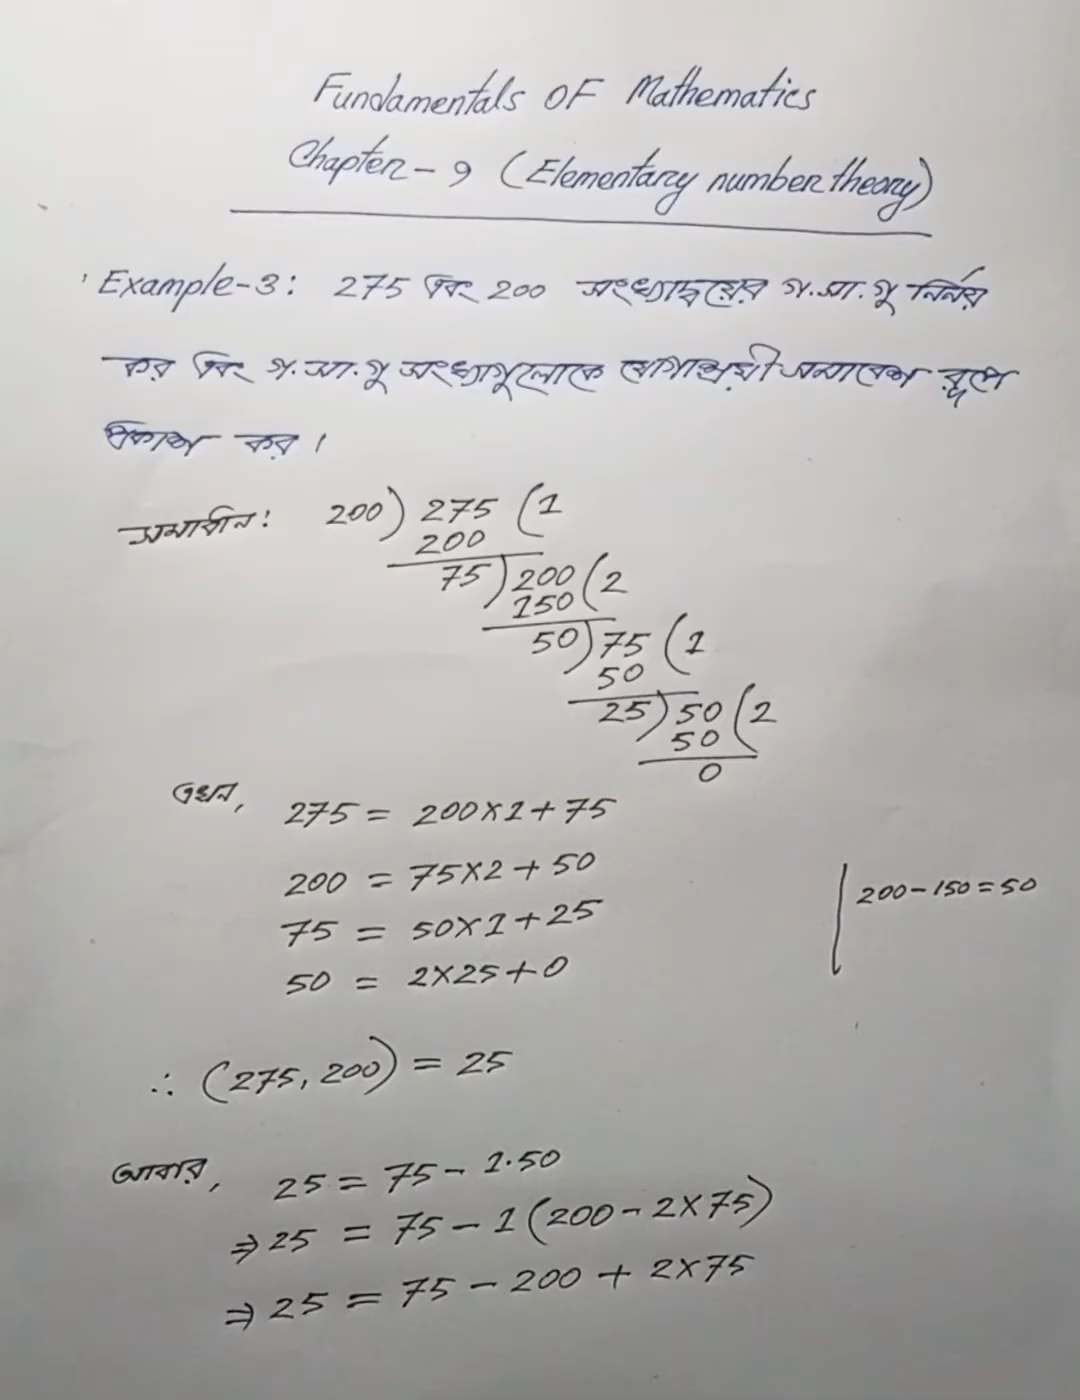 Fundamentals OF Mathematics
Chapter - 9 (Elementary number theory)
Example-3: 275 এবং 200 সংখ্যাদ্বয়ের গ.সা.গু নির্নয়
কর এবং গ.সা.গু সংখ্যাগুলোকে যোগাশ্রয়ী সমাবেশ রূপে
প্রকাশ কর।
সমাধান: 200) 275 (1
200
75) 200 (2
150
50) 75 (1
50
25) 50 (2
50
0
এখন, 275 = 200×1+75
200 = 75×2+50
200-150=50
75 = 50×1+25
50 = 2×25+0
∴ (275, 200) = 25
আবার, 25 = 75 - 1.50
⇒ 25 = 75 - 1(200 - 2×75)
⇒ 25 = 75 - 200 + 2×75